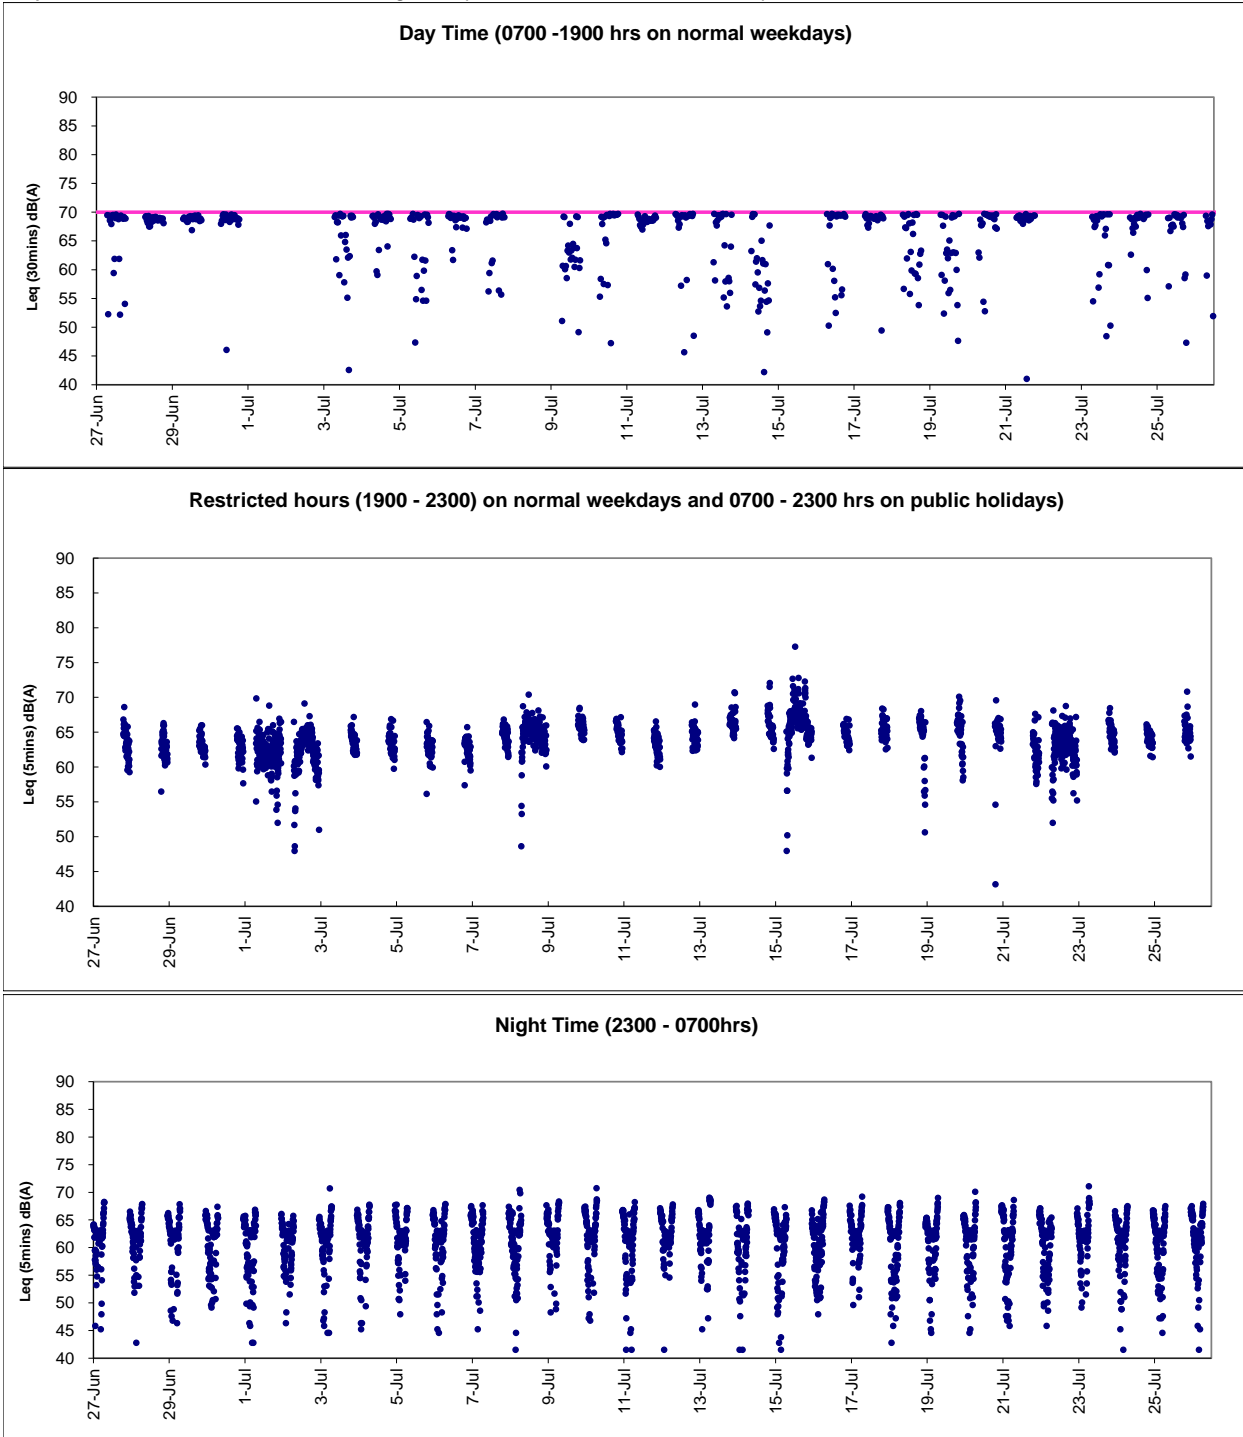 Day Time (0700 -1900 hrs on normal weekdays)
90
85
80
75
70
65
60
55
50
45
40
Leq (30mins) dB(A)
27-Jun
29-Jun
1-Jul
3-Jul
5-Jul
7-Jul
9-Jul
11-Jul
13-Jul
15-Jul
17-Jul
19-Jul
21-Jul
23-Jul
25-Jul
Restricted hours (1900 - 2300) on normal weekdays and 0700 - 2300 hrs on public holidays)
90
85
80
75
70
65
60
55
50
45
40
Leq (5mins) dB(A)
27-Jun
29-Jun
1-Jul
3-Jul
5-Jul
7-Jul
9-Jul
11-Jul
13-Jul
15-Jul
17-Jul
19-Jul
21-Jul
23-Jul
25-Jul
Night Time (2300 - 0700hrs)
90
85
80
75
70
65
60
55
50
45
40
Leq (5mins) dB(A)
27-Jun
29-Jun
1-Jul
3-Jul
5-Jul
7-Jul
9-Jul
11-Jul
13-Jul
15-Jul
17-Jul
19-Jul
21-Jul
23-Jul
25-Jul